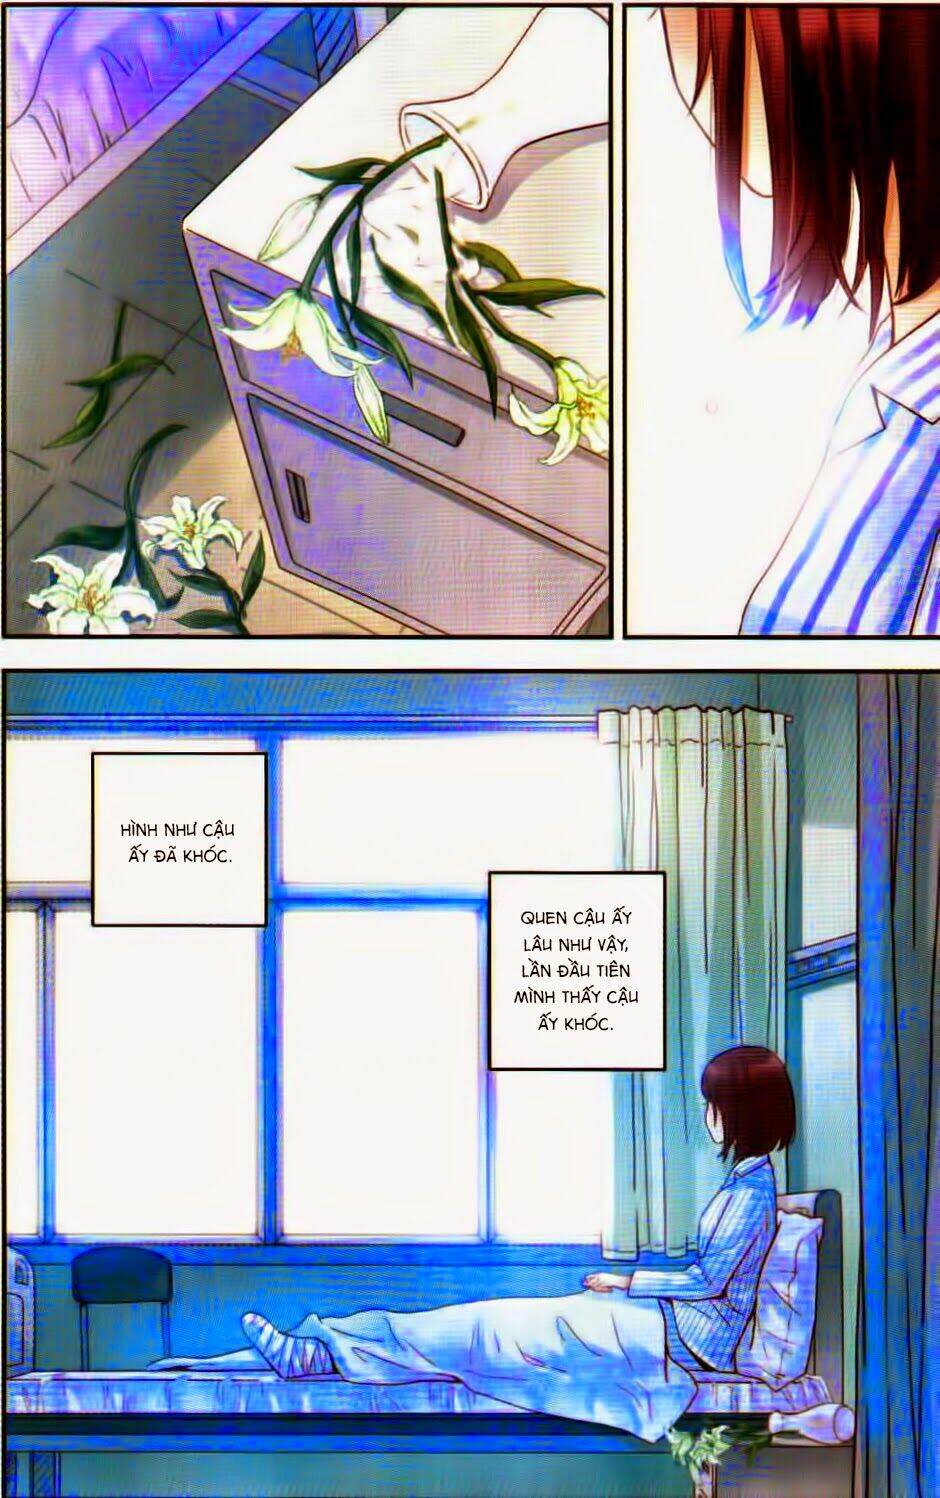 HÌNH NHƯ CẬU
ẤY ĐÃ KHÓC.
QUEN CẬU ẤY
LÂU NHƯ VẬY,
LẦN ĐẦU TIÊN
MÌNH THẤY CẬU
ẤY KHÓC.